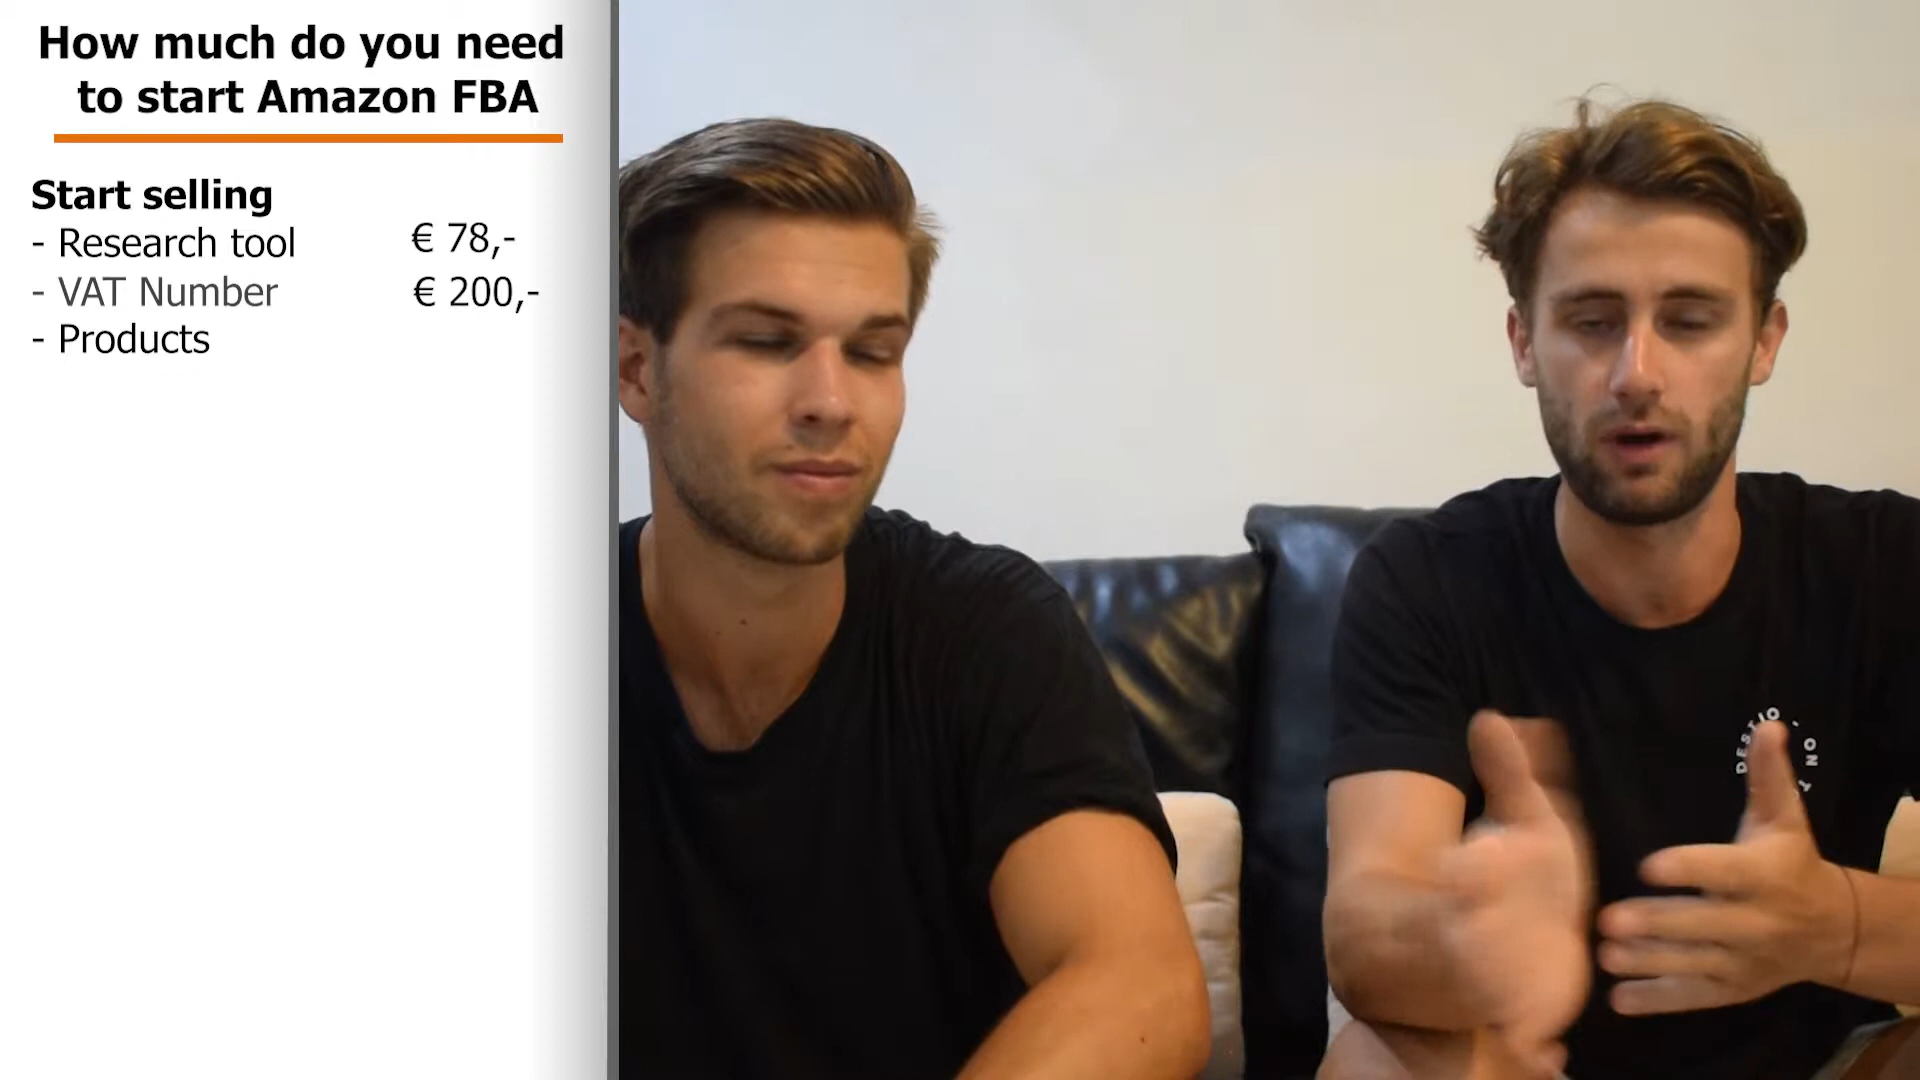 How much do you need
to start Amazon FBA
Start selling
- Research tool € 78,-
- VAT Number € 200,-
- Products